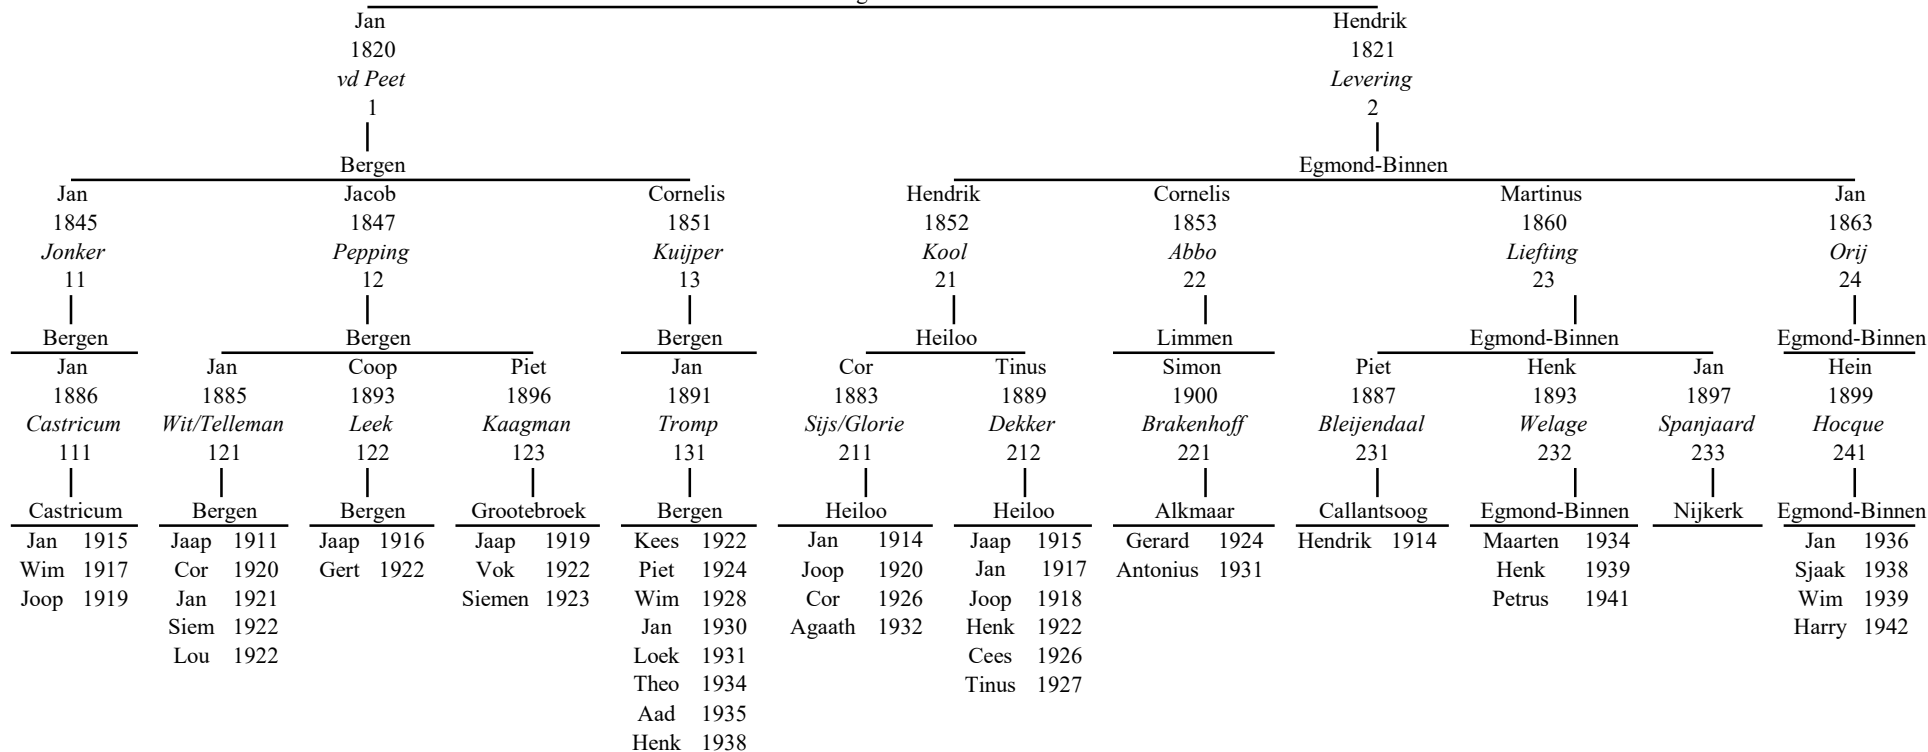 Jan Hendrik
1820 1821
vd Peet Levering
1 2
Bergen Egmond-Binnen
Jan Jacob Cornelis Hendrik Cornelis Martinus Jan
1845 1847 1851 1852 1853 1860 1863
Jonker Pepping Kuijper Kool Abbo Liefting Orij
11 12 13 21 22 23 24
Bergen Bergen Bergen Heiloo Limmen Egmond-Binnen Egmond-Binnen
Jan Jan Coop Piet Jan Cor Tinus Simon Piet Henk Jan Hein
1886 1885 1893 1896 1891 1883 1889 1900 1887 1893 1897 1899
Castricum Wit/Telleman Leek Kaagman Tromp Sijs/Glorie Dekker Brakenhoff Bleijendaal Welage Spanjaard Hocque
111 121 122 123 131 211 212 221 231 232 233 241
Castricum Bergen Bergen Grootebroek Bergen Heiloo Heiloo Alkmaar Callantsoog Egmond-Binnen Nijkerk Egmond-Binnen
Jan 1915 Jaap 1911 Jaap 1916 Jaap 1919 Kees 1922 Jan 1914 Jaap 1915 Gerard 1924 Hendrik 1914 Maarten 1934 Jan 1936
Wim 1917 Cor 1920 Gert 1922 Vok 1922 Piet 1924 Joop 1920 Jan 1917 Antonius 1931 Henk 1939 Sjaak 1938
Joop 1919 Jan 1921 Siemen 1923 Wim 1928 Cor 1926 Joop 1918 Petrus 1941 Wim 1939
Siem 1922 Jan 1930 Agaath 1932 Henk 1922 Harry 1942
Lou 1922 Loek 1931 Cees 1926
Theo 1934 Tinus 1927
Aad 1935
Henk 1938